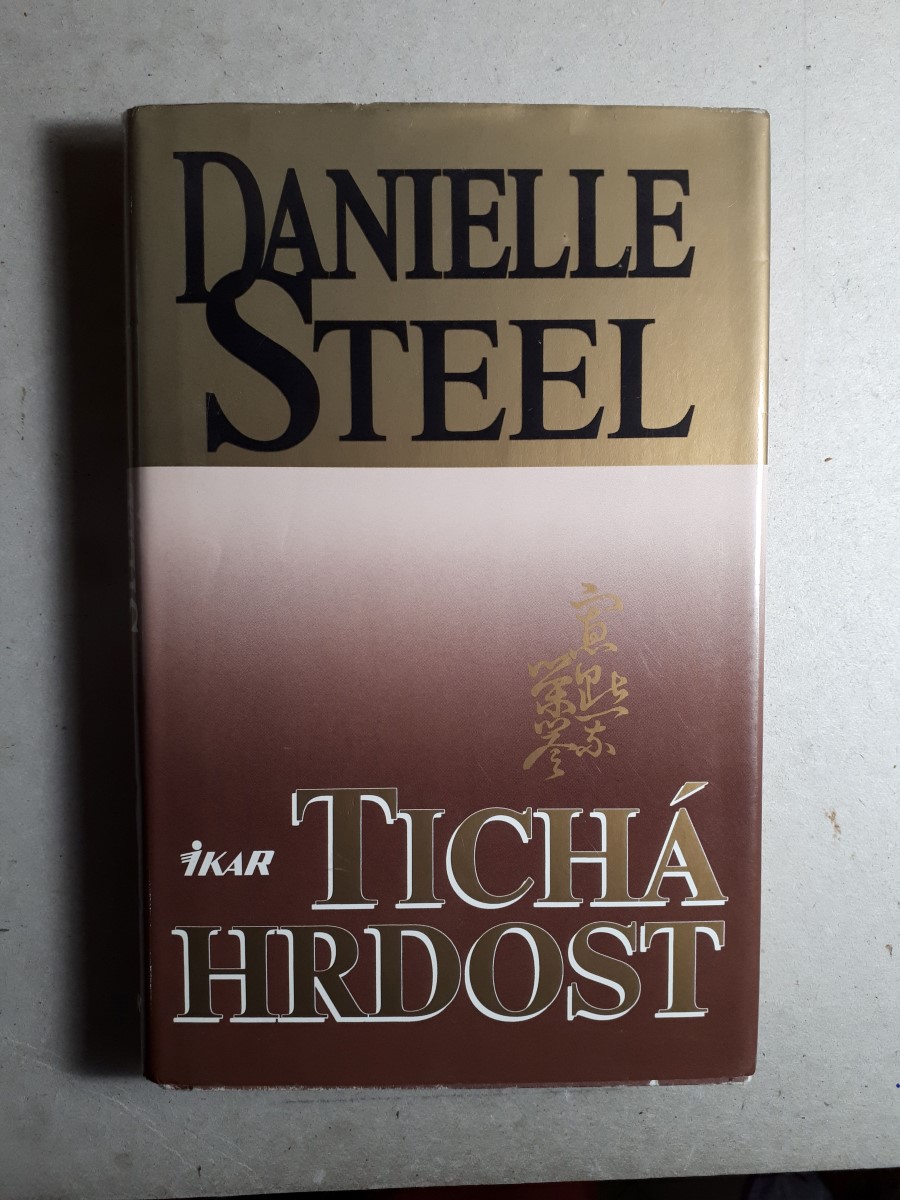 DANIELLE
STEEL
IKAR
TICHÁ
HRDOST